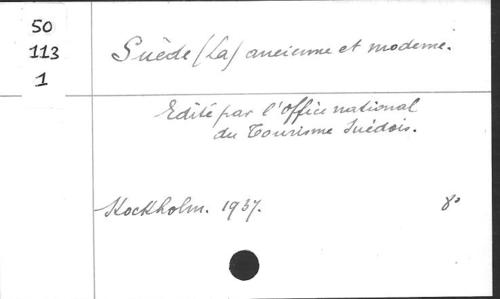 50
113
1
Suède (La) ancienne et moderne.
Edité par l'Office national
du Tourisme Suédois.
Stockholm. 1937.
8°